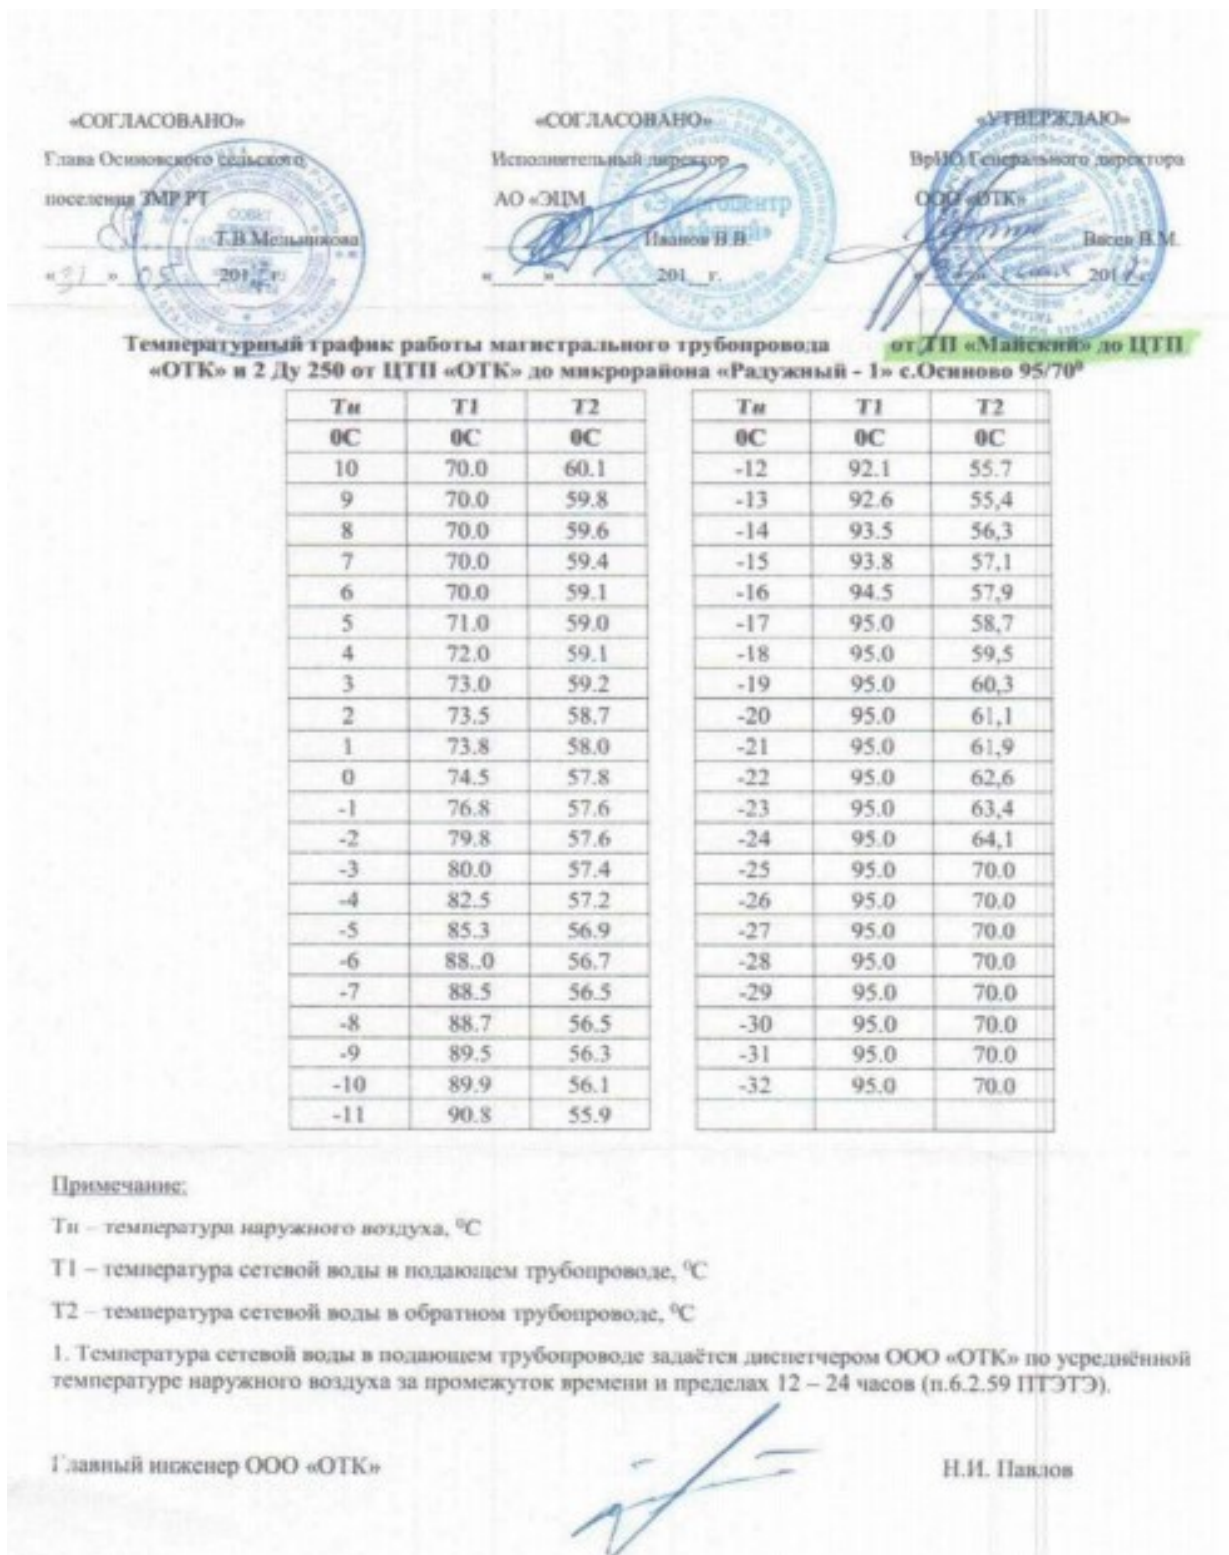 «СОГЛАСОВАНО»
Глава Осиновского сельского
поселения ЗМР РТ
Т.В.Мельникова
«31» 05 201 г.
«СОГЛАСОВАНО»
Исполнительный директор
АО «ЭЦМ
Иванов В.В.
«____»____________201__г.
«Энергоцентр
Майский»
«УТВЕРЖДАЮ»
ВрИО Генерального директора
ООО «ОТК»
Васев В.М.
201 г.
Температурный график работы магистрального трубопровода от ТП «Майский» до ЦТП
«ОТК» и 2 Ду 250 от ЦТП «ОТК» до микрорайона «Радужный - 1» с.Осиново 95/70⁰
Тн Т1 Т2
0С 0С 0С
10 70.0 60.1
9 70.0 59.8
8 70.0 59.6
7 70.0 59.4
6 70.0 59.1
5 71.0 59.0
4 72.0 59.1
3 73.0 59.2
2 73.5 58.7
1 73.8 58.0
0 74.5 57.8
-1 76.8 57.6
-2 79.8 57.6
-3 80.0 57.4
-4 82.5 57.2
-5 85.3 56.9
-6 88..0 56.7
-7 88.5 56.5
-8 88.7 56.5
-9 89.5 56.3
-10 89.9 56.1
-11 90.8 55.9
Тн Т1 Т2
0С 0С 0С
-12 92.1 55.7
-13 92.6 55,4
-14 93.5 56,3
-15 93.8 57,1
-16 94.5 57,9
-17 95.0 58,7
-18 95.0 59,5
-19 95.0 60,3
-20 95.0 61,1
-21 95.0 61,9
-22 95.0 62,6
-23 95.0 63,4
-24 95.0 64,1
-25 95.0 70.0
-26 95.0 70.0
-27 95.0 70.0
-28 95.0 70.0
-29 95.0 70.0
-30 95.0 70.0
-31 95.0 70.0
-32 95.0 70.0
Примечание:
Тн – температура наружного воздуха, ⁰С
Т1 – температура сетевой воды в подающем трубопроводе, ⁰С
Т2 – температура сетевой воды в обратном трубопроводе, ⁰С
1. Температура сетевой воды в подающем трубопроводе задаётся диспетчером ООО «ОТК» по усреднённой
температуре наружного воздуха за промежуток времени и пределах 12 – 24 часов (п.6.2.59 ПТЭТЭ).
Главный инженер ООО «ОТК»
Н.И. Павлов